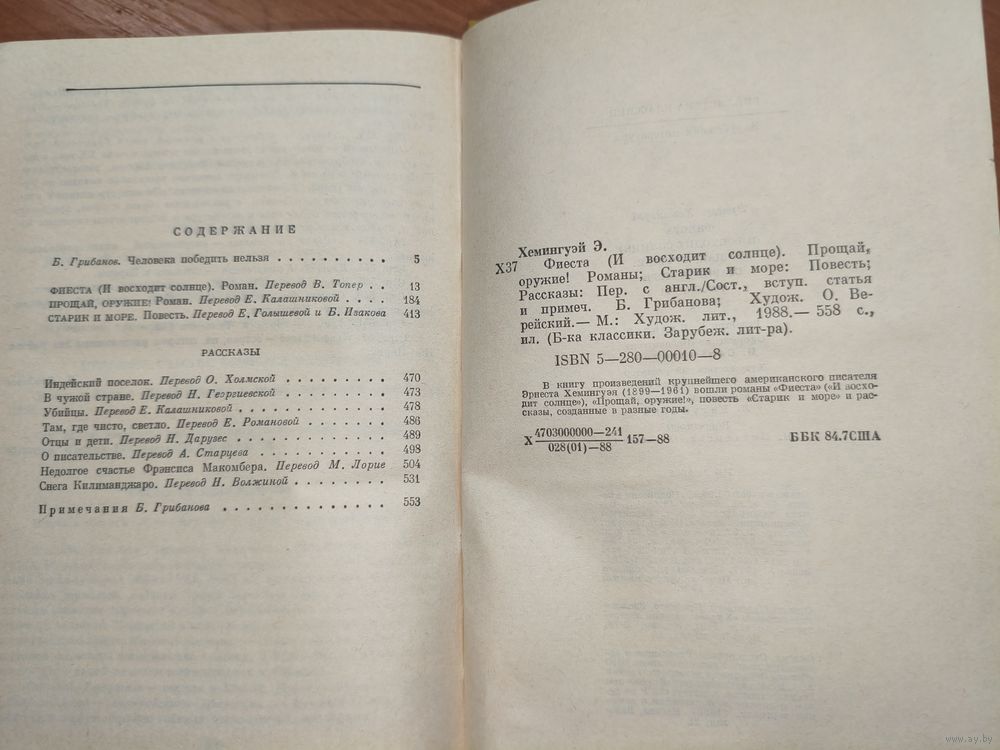 СОДЕРЖАНИЕ
Б. Грибанов. Человека победить нельзя . . . . . . . . . . 5
ФИЕСТА (И восходит солнце). Роман. Перевод В. Топер . . 13
ПРОЩАЙ, ОРУЖИЕ! Роман. Перевод Е. Калашниковой . . . . 184
СТАРИК И МОРЕ. Повесть. Перевод Е. Голышевой и Б. Изакова 413
РАССКАЗЫ
Индейский поселок. Перевод О. Холмской . . . . . . . . . 470
В чужой стране. Перевод Н. Георгиевской . . . . . . . . . 473
Убийцы. Перевод Е. Калашниковой . . . . . . . . . . . 478
Там, где чисто, светло. Перевод Е. Романовой . . . . . . 486
Отцы и дети. Перевод Н. Дарузес . . . . . . . . . . . 489
О писательстве. Перевод А. Старцева . . . . . . . . . . 498
Недолгое счастье Фрэнсиса Макомбера. Перевод М. Лорие 504
Снега Килиманджаро. Перевод Н. Волжиной . . . . . . . . 531
Примечания Б. Грибанова . . . . . . . . . . . . . . 553
Хемингуэй Э.
Х37 Фиеста (И восходит солнце). Прощай,
оружие! Романы; Старик и море: Повесть;
Рассказы: Пер. с англ./Сост., вступ. статья
и примеч. Б. Грибанова; Худож. О. Ве-
рейский.— М.: Худож. лит., 1988.— 558 с.,
ил. (Б-ка классики. Зарубеж. лит-ра).
ISBN 5—280—00010—8
В книгу произведений крупнейшего американского писателя
Эрнеста Хемингуэя (1899—1961) вошли романы «Фиеста» («И восхо-
дит солнце»), «Прощай, оружие!», повесть «Старик и море» и рас-
сказы, созданные в разные годы.
Х 4703000000—241
028(01)—88 157—88
ББК 84.7США
www.ay.by